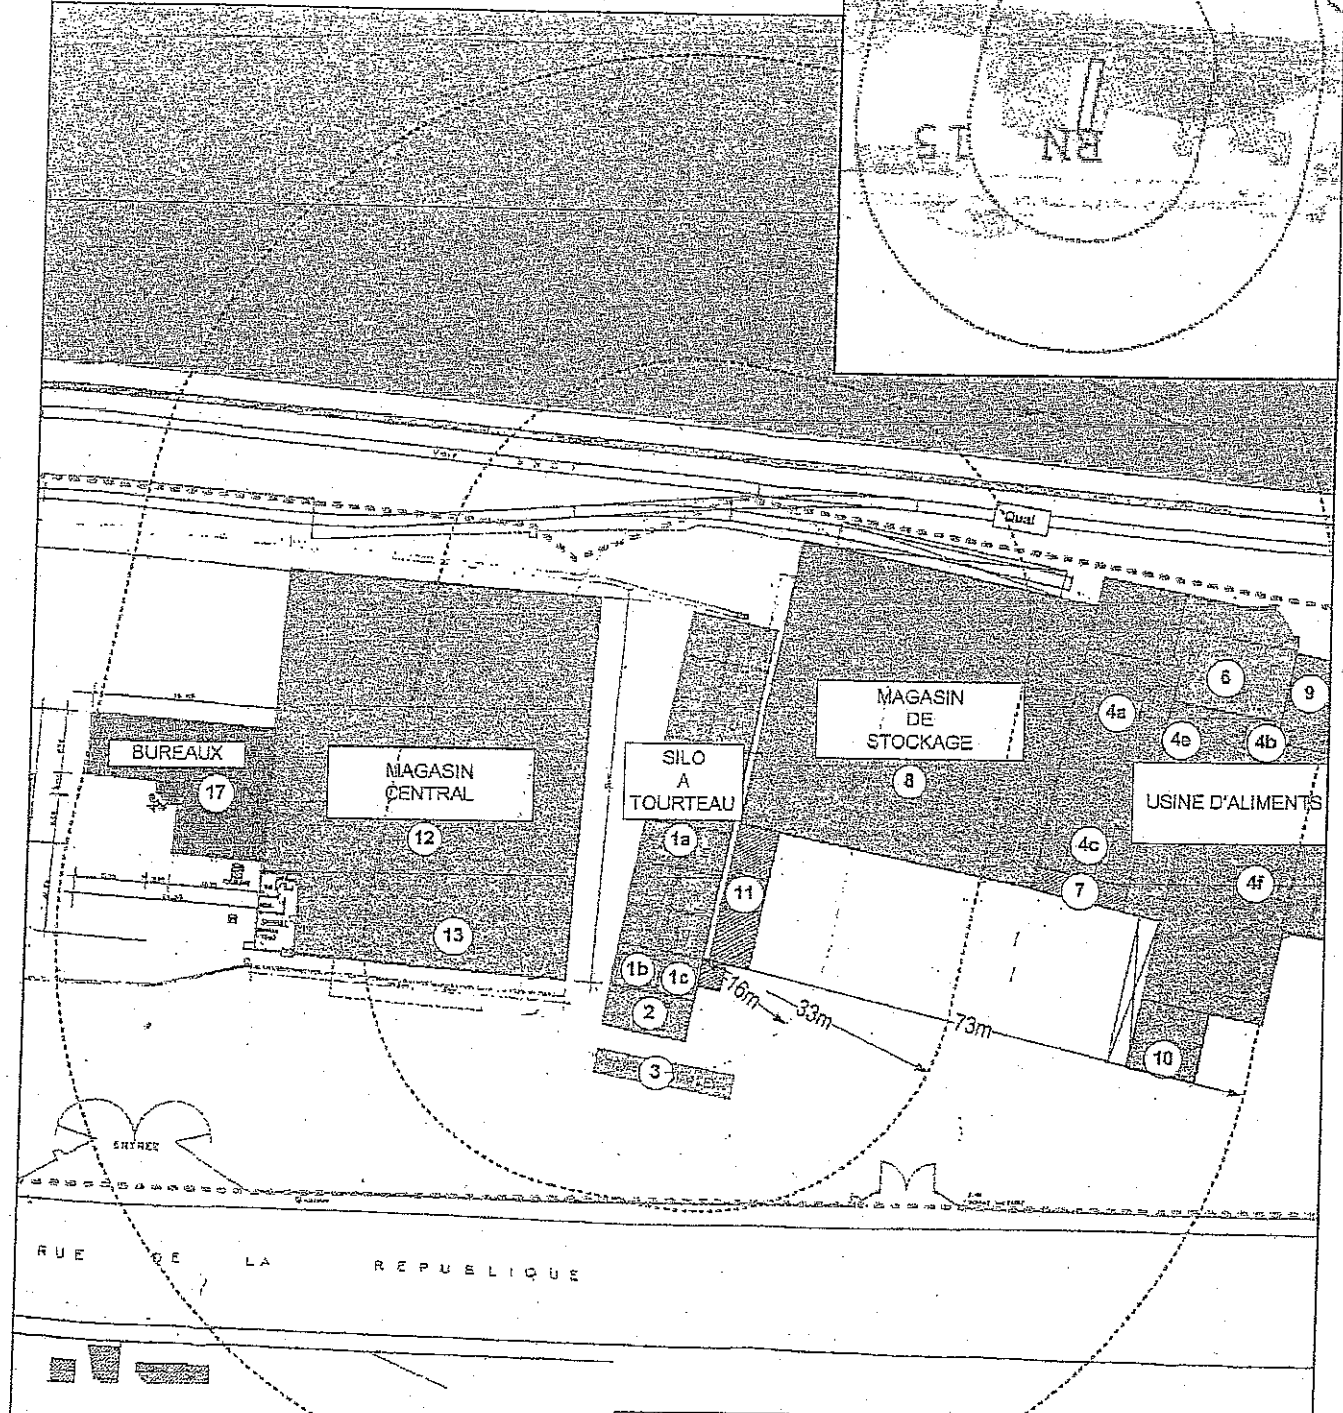 RN 15
Voie
Quai
6
9
4a
4e
4b
MAGASIN
DE
STOCKAGE
8
BUREAUX
17
MAGASIN
CENTRAL
12
SILO
A
TOURTEAU
1a
USINE D'ALIMENTS
4c
7
4f
11
13
1b
1c
2
16m
33m
73m
3
10
ENTREE
RUE DE LA REPUBLIQUE